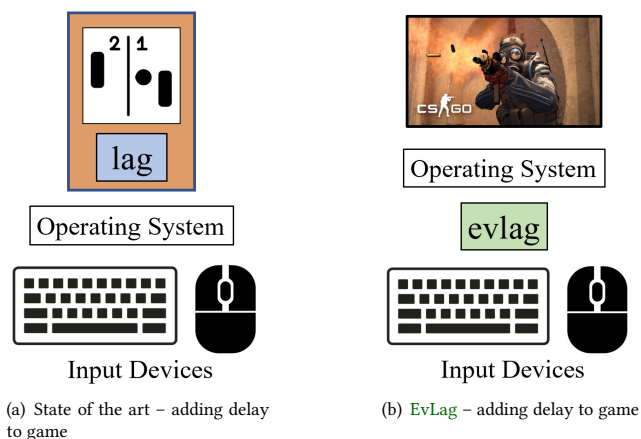 2 1
lag
Operating System
Input Devices
(a) State of the art – adding delay
to game
CS GO
Operating System
evlag
Input Devices
(b) EvLag – adding delay to game